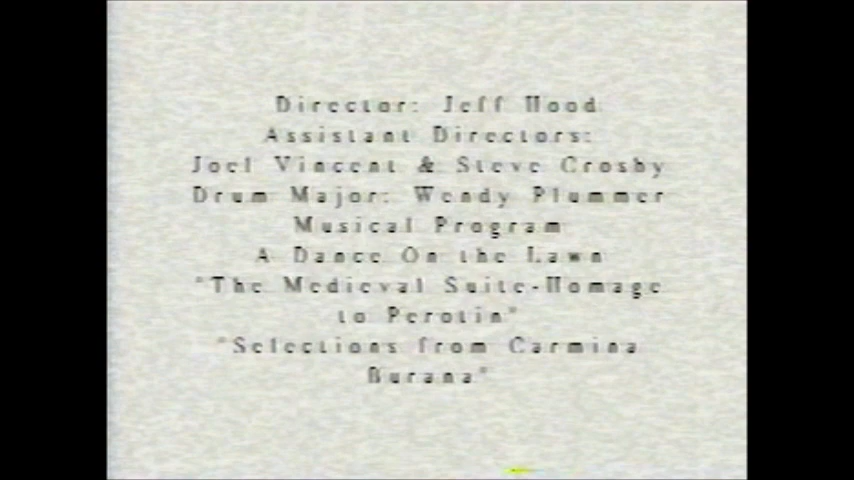 Director: Jeff Hood
Assistant Directors:
Joel Vincent & Steve Crosby
Drum Major: Wendy Plummer
Musical Program
A Dance On the Lawn
"The Medieval Suite-Homage
to Perotin"
"Selections from Carmina
Burana"